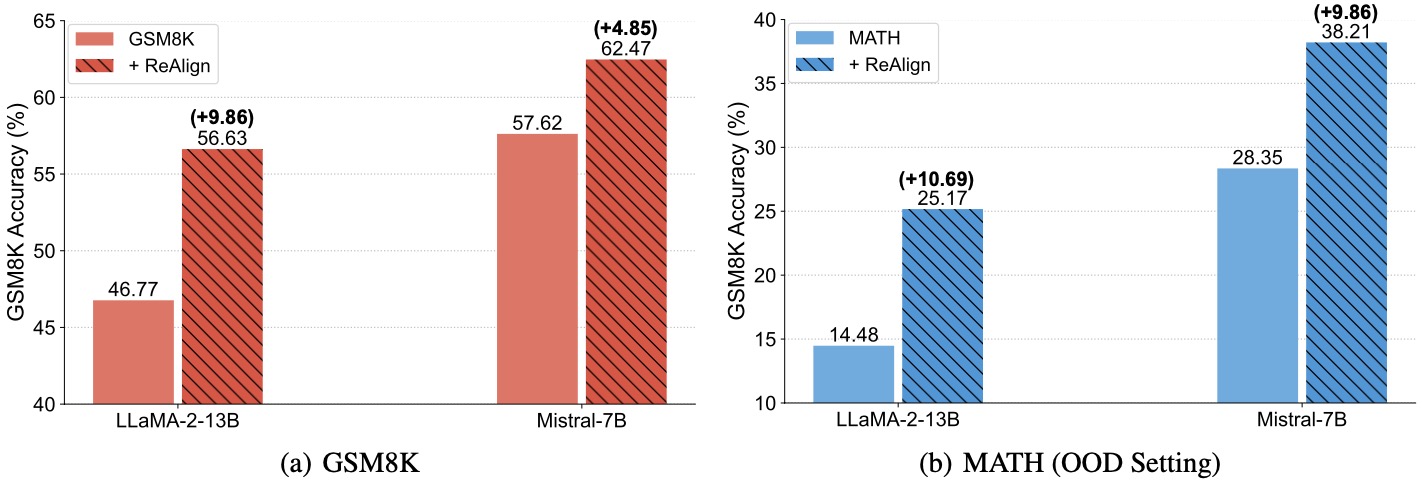 65
60
55
50
45
40
GSM8K Accuracy (%)
GSM8K
+ ReAlign
46.77
(+9.86)
56.63
57.62
(+4.85)
62.47
LLaMA-2-13B
Mistral-7B
(a) GSM8K
40
35
30
25
20
15
10
GSM8K Accuracy (%)
MATH
+ ReAlign
14.48
(+10.69)
25.17
28.35
(+9.86)
38.21
LLaMA-2-13B
Mistral-7B
(b) MATH (OOD Setting)